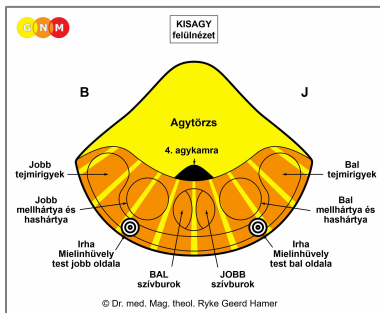 GNM
KISAGY
felülnézet
B
J
Agytörzs
4. agykamra
Jobb
tejmirigyek
Bal
tejmirigyek
Jobb
mellhártya és
hashártya
Bal
mellhártya és
hashártya
Irha
Mielinhüvely
test jobb oldala
BAL
szívburok
JOBB
szívburok
Irha
Mielinhüvely
test bal oldala
© Dr. med. Mag. theol. Ryke Geerd Hamer